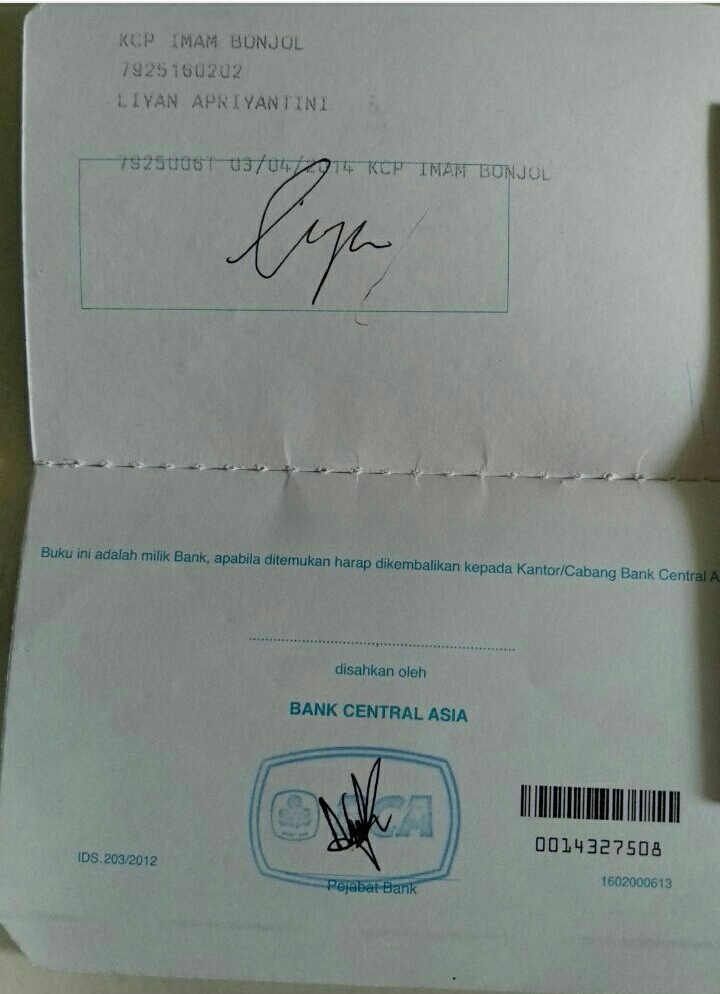 KCP IMAM BONJOL
7925160202
LIYAN APRIYANTINI
03/04/2014 KCP IMAM BONJOL
Buku ini adalah milik Bank, apabila ditemukan harap dikembalikan kepada Kantor/Cabang Bank Central A
disahkan oleh
BANK CENTRAL ASIA
BCA
Pejabat Bank
IDS.203/2012
0014327508
1602000613